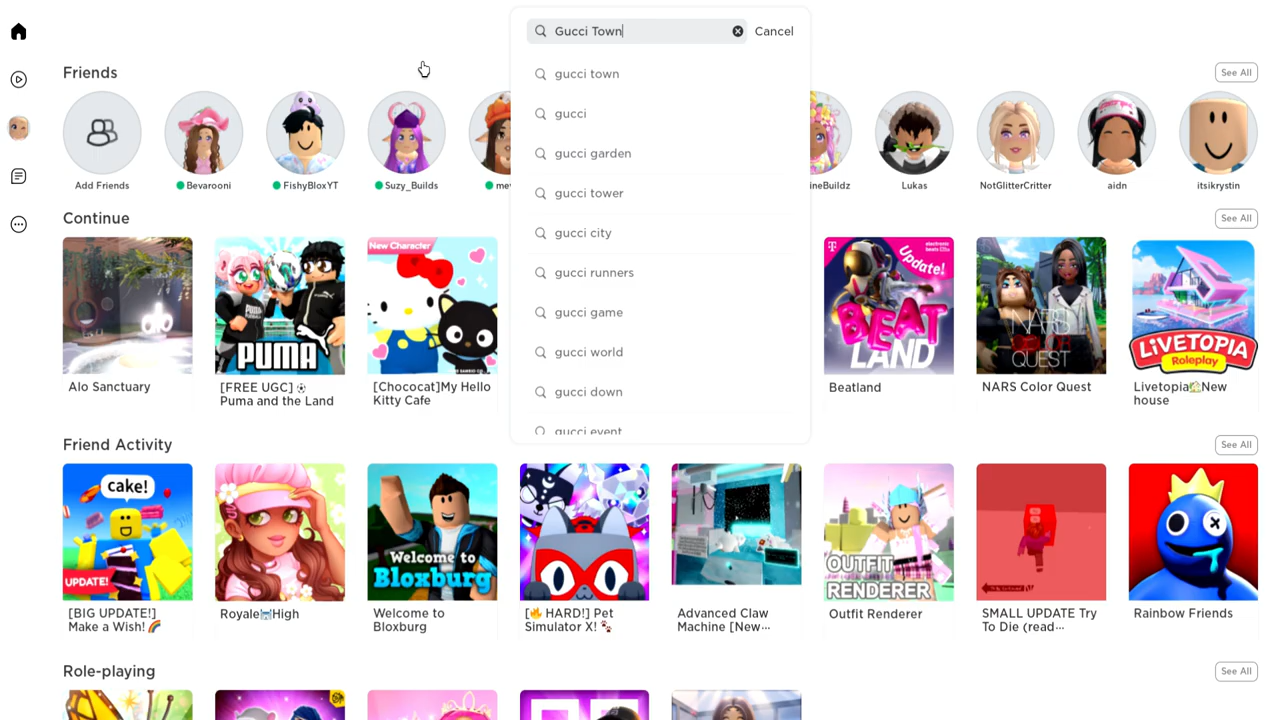 Gucci Town
Cancel
gucci town
gucci
gucci garden
gucci tower
gucci city
gucci runners
gucci game
gucci world
gucci down
gucci event
Friends
See All
Add Friends
Bevarooni
FishyBloxYT
Suzy_Builds
Lukas
NotGlitterCritter
aidn
itsikrystin
Continue
See All
PUMA
New Character
T
Update!
BEAT
LAND
NARS
QUEST
LiVETOPiA
Roleplay
Alo Sanctuary
[FREE UGC] ⚽
Puma and the Land
[Chococat]My Hello
Kitty Cafe
Beatland
NARS Color Quest
Livetopia🏡New
house
Friend Activity
See All
cake!
UPDATE!
Welcome to
Bloxburg
OUTFIT
RENDERER
[BIG UPDATE!]
Make a Wish!🌈
Royale🏰High
Welcome to
Bloxburg
[🔥 HARD!] Pet
Simulator X! 🐾
Advanced Claw
Machine [New...
Outfit Renderer
SMALL UPDATE Try
To Die (read...
Rainbow Friends
Role-playing
See All